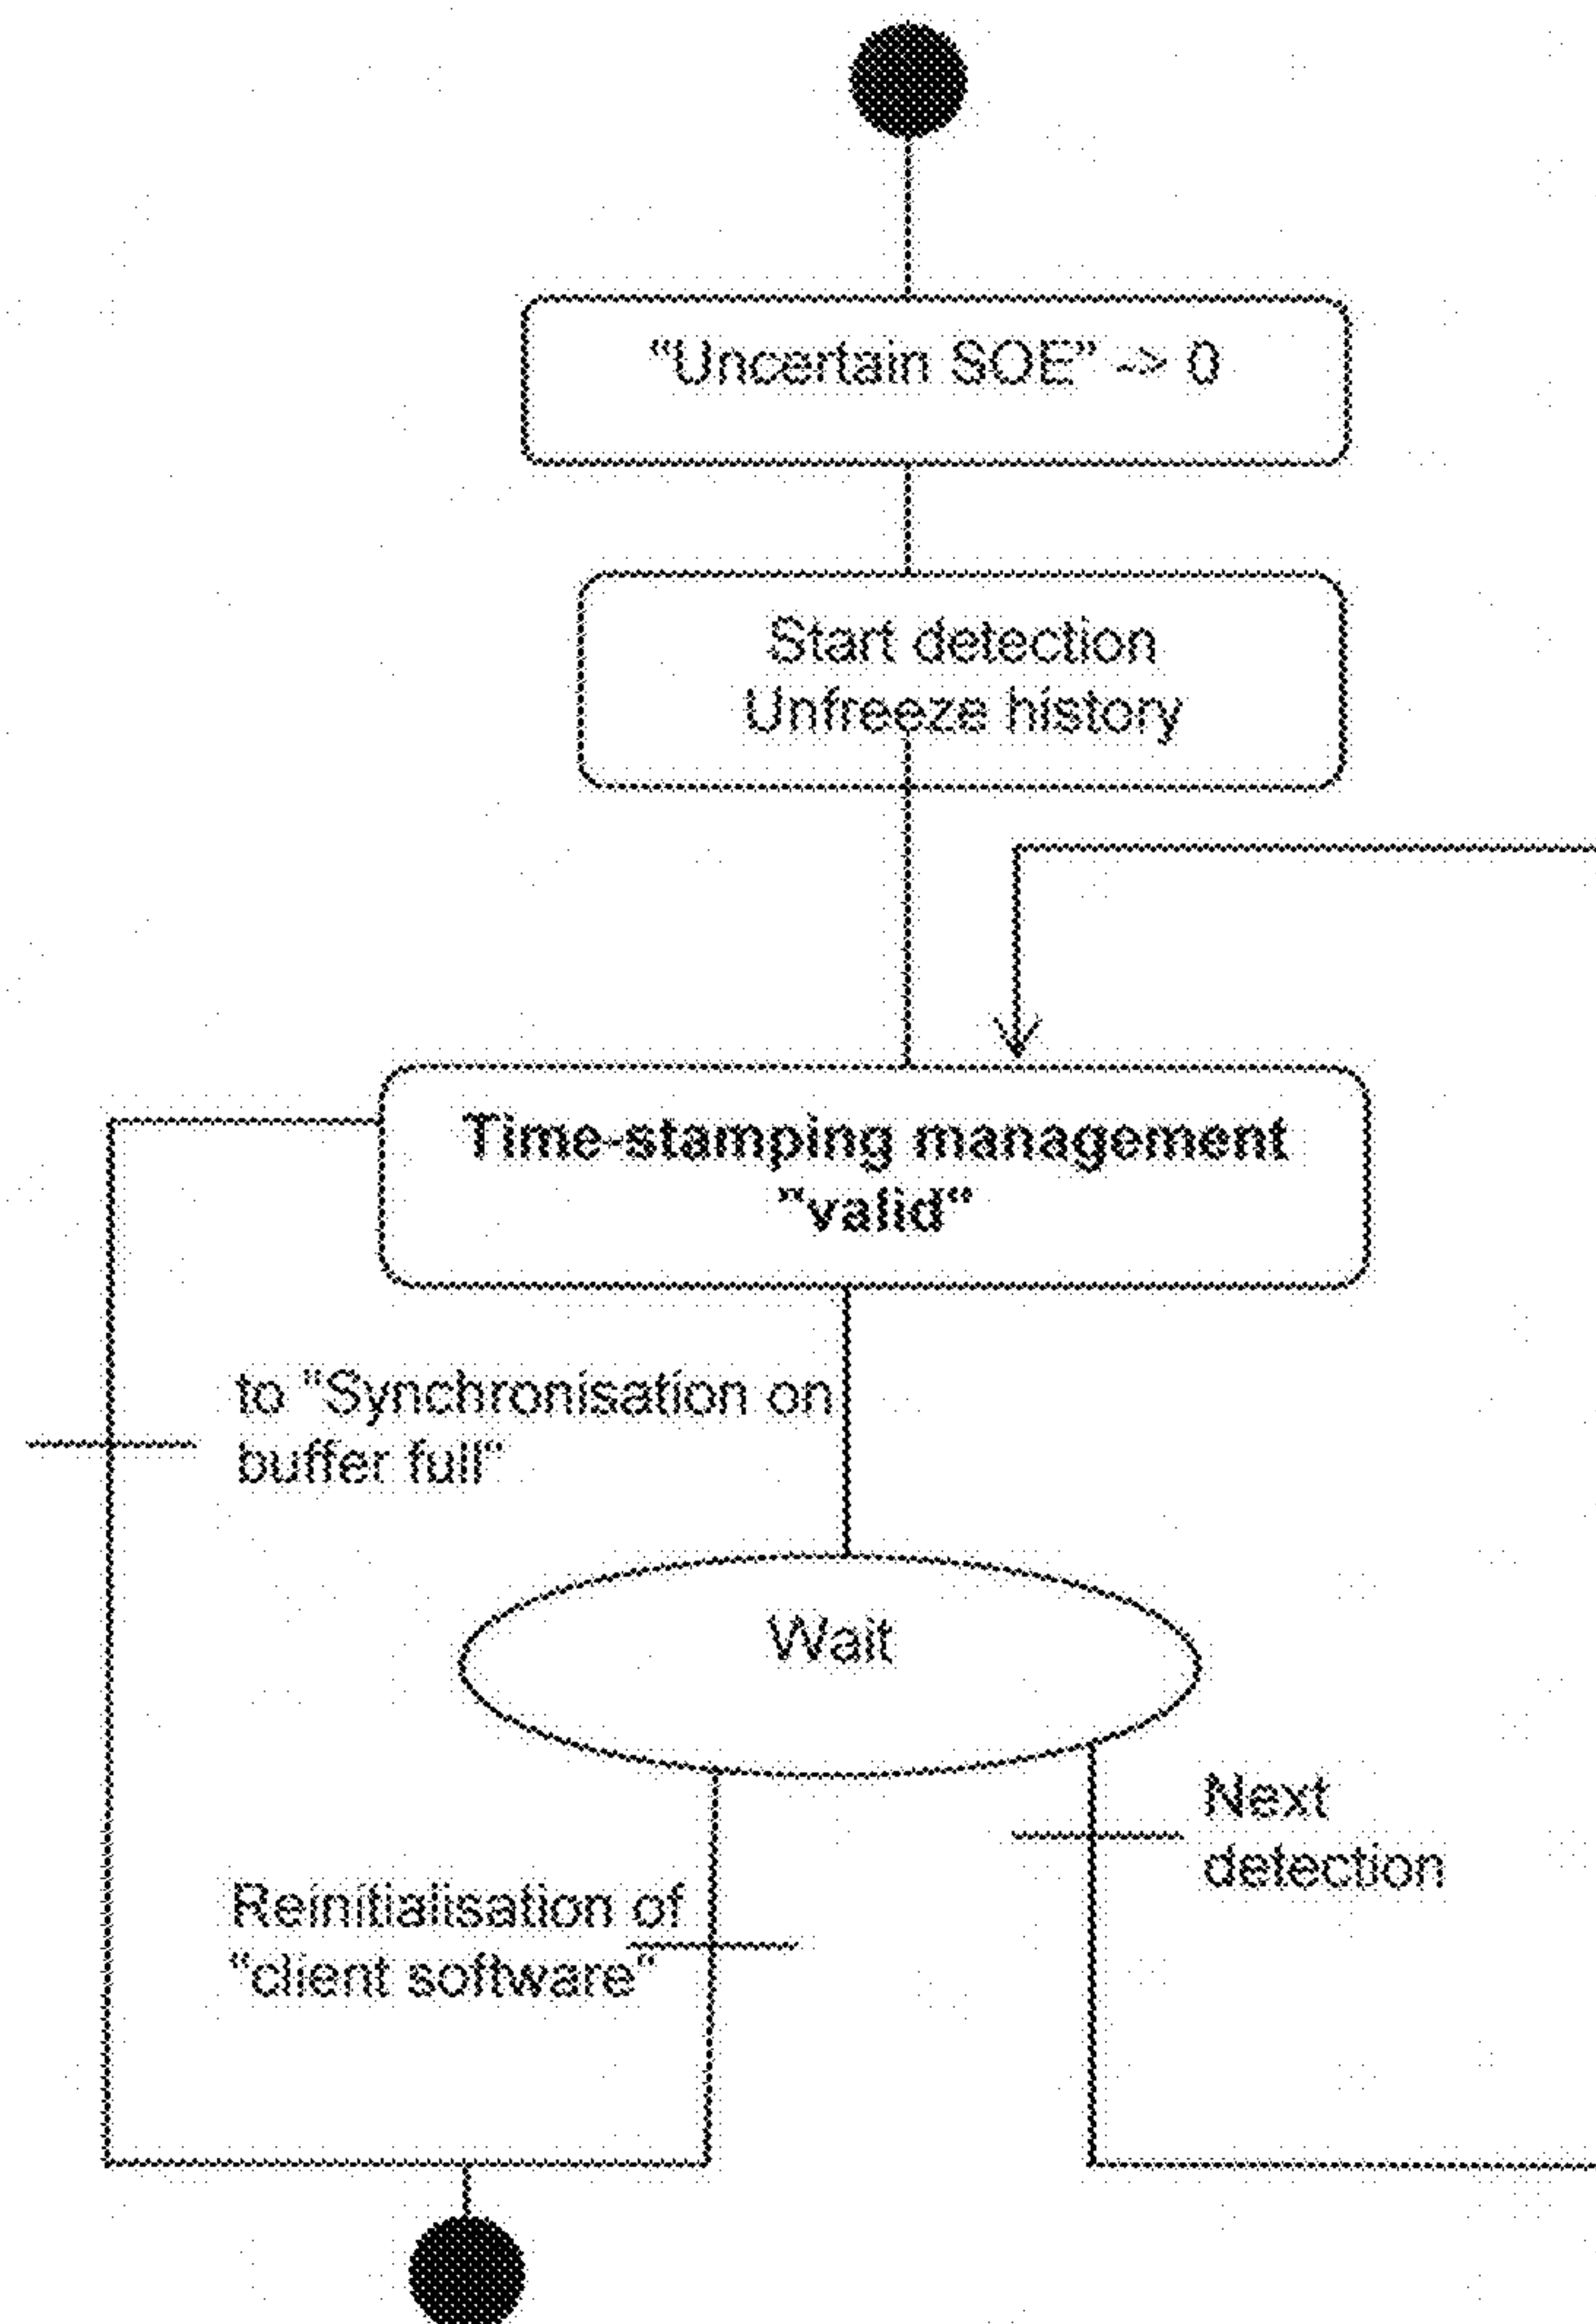 “Uncertain SOE” -> 0
Start detection
Unfreeze history
Time-stamping management
"valid“
to "Synchronisation on
buffer full“
Wait
Next
detection
Reinitialisation of
“client software“